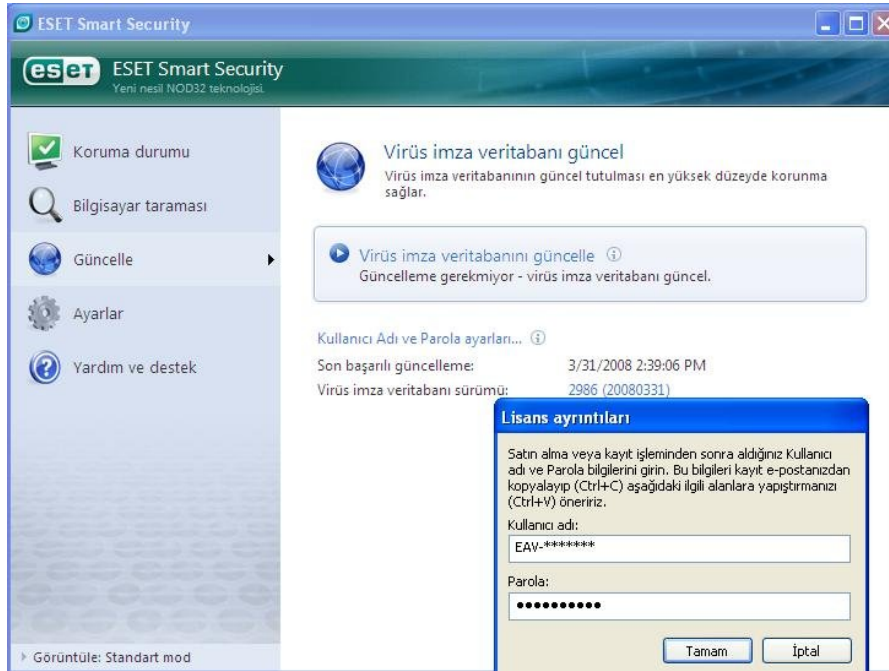 ESET Smart Security
eset
ESET Smart Security
Yeni nesil NOD32 teknolojisi.
Koruma durumu
Bilgisayar taraması
Güncelle
Ayarlar
Yardım ve destek
Görüntüle: Standart mod
Virüs imza veritabanı güncel
Virüs imza veritabanının güncel tutulması en yüksek düzeyde korunma
sağlar.
Virüs imza veritabanını güncelle
Güncelleme gerekmiyor - virüs imza veritabanı güncel.
Kullanıcı Adı ve Parola ayarları...
Son başarılı güncelleme: 3/31/2008 2:39:06 PM
Virüs imza veritabanı sürümü: 2986 (20080331)
Lisans ayrıntıları
Satın alma veya kayıt işleminden sonra aldığınız Kullanıcı
adı ve Parola bilgilerini girin. Bu bilgileri kayıt e-postanızdan
kopyalayıp (Ctrl+C) aşağıdaki ilgili alanlara yapıştırmanızı
(Ctrl+V) öneririz.
Kullanıcı adı:
EAV-*******
Parola:
●●●●●●●●●●
Tamam
İptal